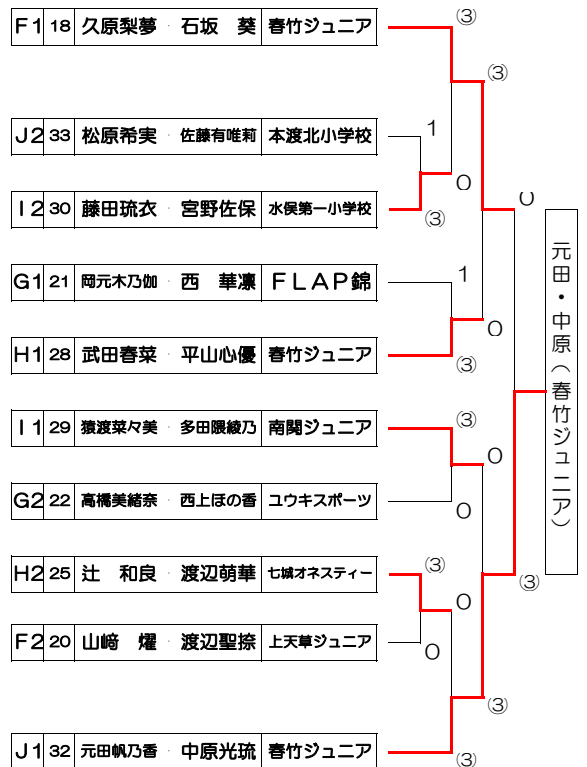 F1 18 久原梨夢 · 石坂 葵 春竹ジュニア
③
③
J2 33 松原希実 · 佐藤有唯莉 本渡北小学校
1
0
I2 30 藤田琉衣 · 宮野佐保 水俣第一小学校
③
0
G1 21 岡元木乃伽 · 西 華凛 FLAP錦
1
0
H1 28 武田春菜 · 平山心優 春竹ジュニア
③
元田・中原(春竹ジュニア)
I1 29 猿渡菜々美 · 多田隈綾乃 南関ジュニア
③
0
G2 22 高橋美緒奈 · 西上ほの香 ユウキスポーツ
0
H2 25 辻 和良 · 渡辺萌華 七城オネスティー
③
0
③
F2 20 山﨑 燿 · 渡辺聖捺 上天草ジュニア
0
③
J1 32 元田帆乃香 · 中原光琉 春竹ジュニア
③